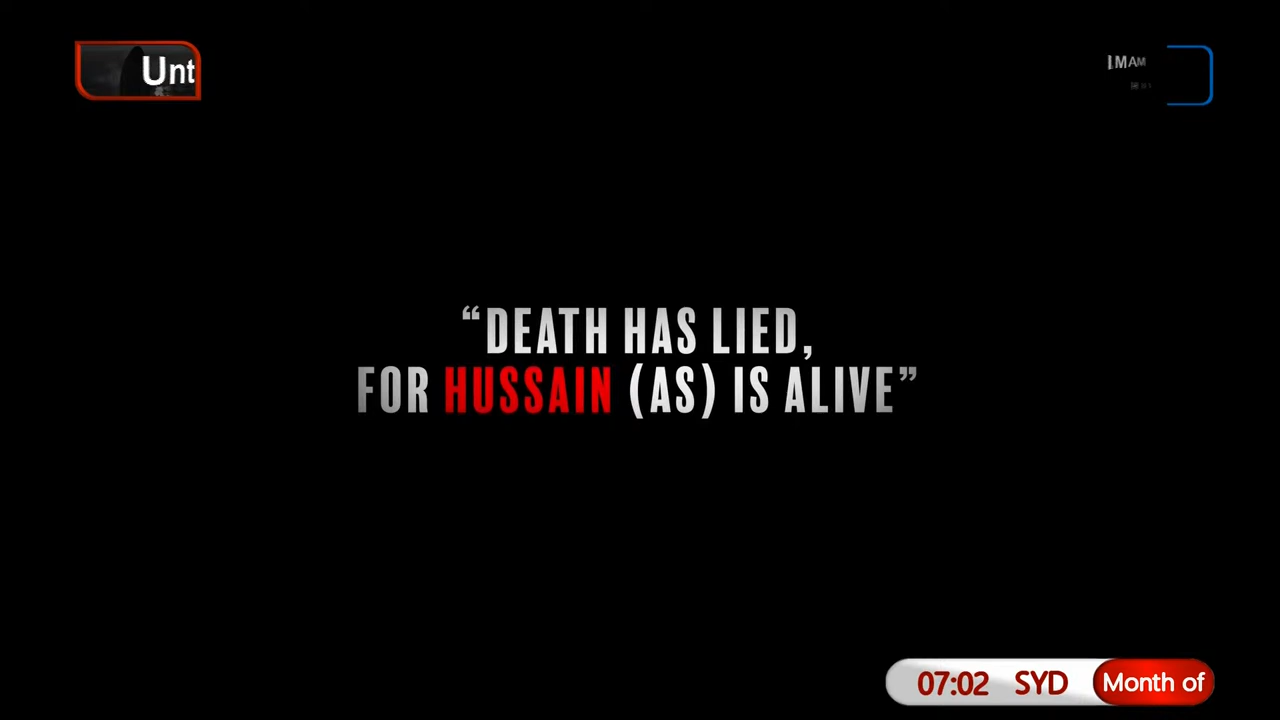 Unt
IMAM
“DEATH HAS LIED,
FOR HUSSAIN (AS) IS ALIVE”
07:02 SYD Month of